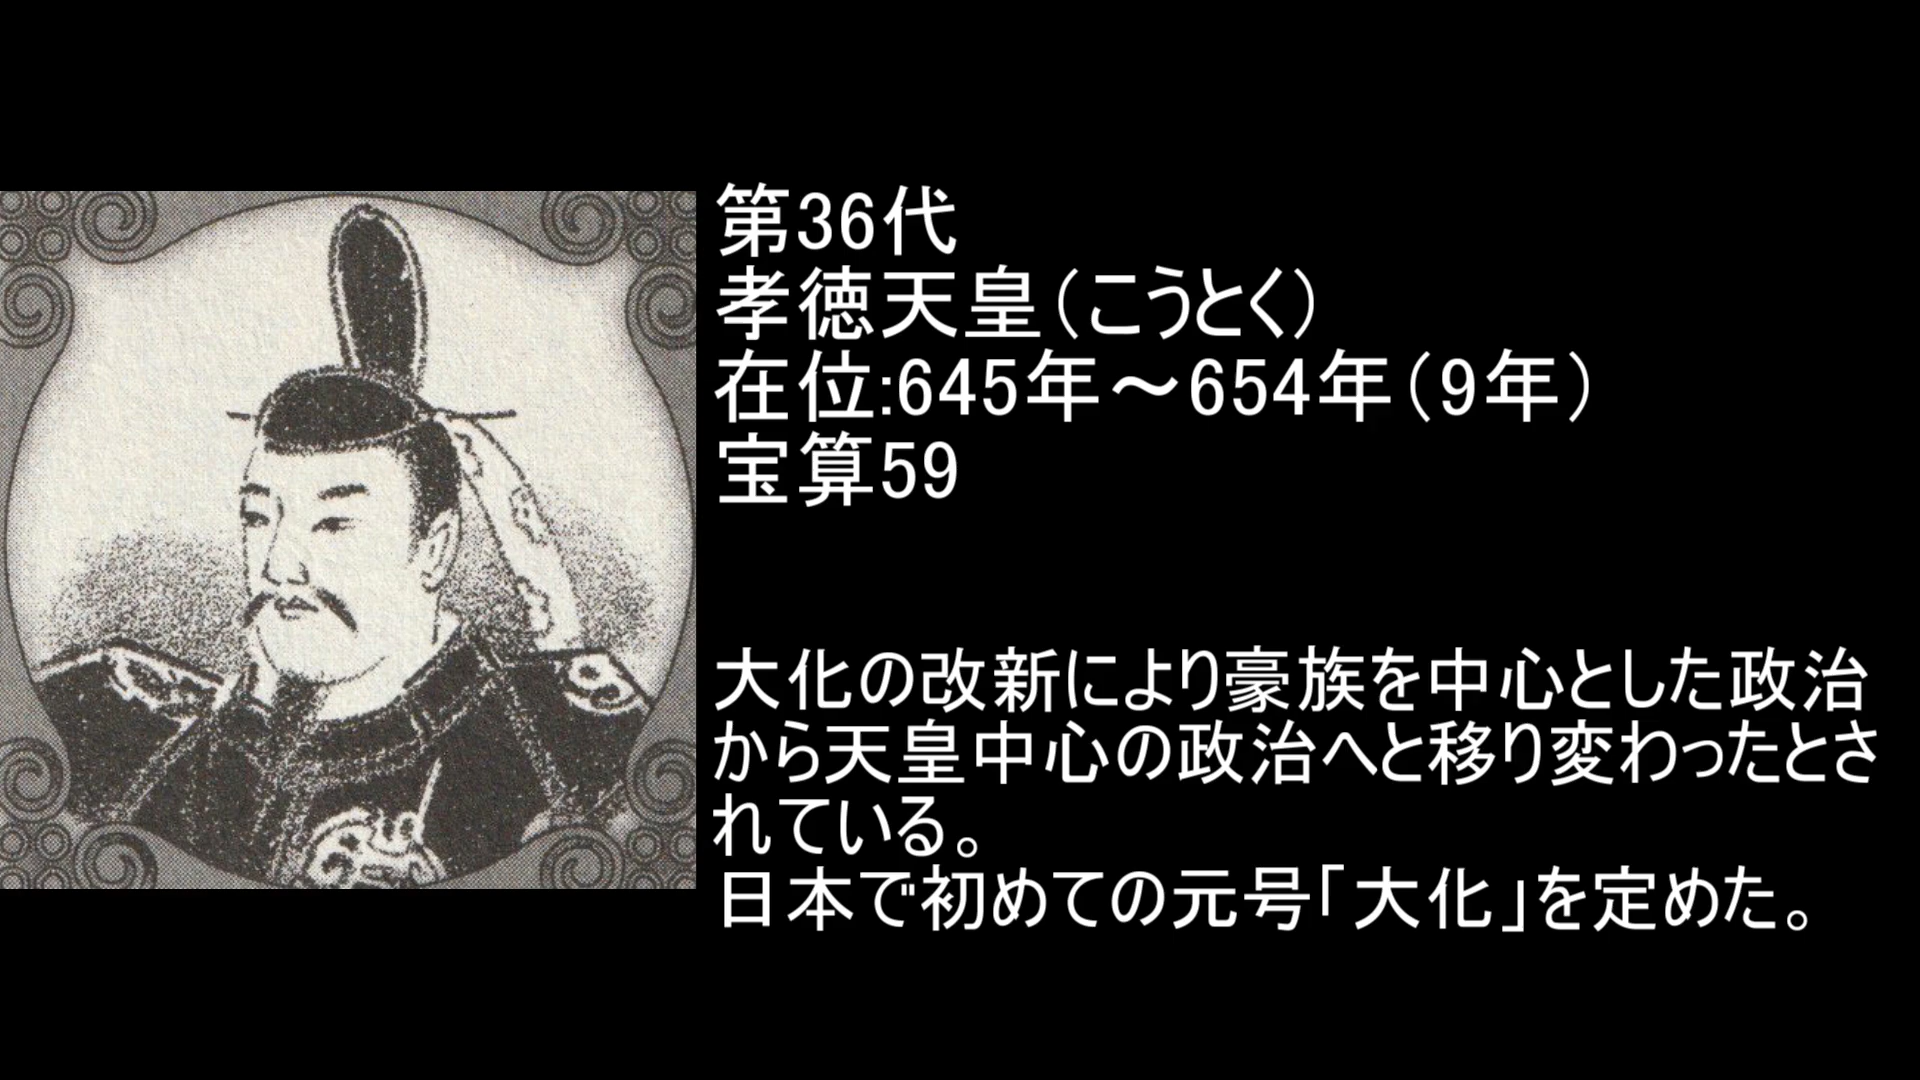 第36代
孝徳天皇（こうとく）
在位:645年～654年（9年）
宝算59
大化の改新により豪族を中心とした政治
から天皇中心の政治へと移り変わったとさ
れている。
日本で初めての元号「大化」を定めた。